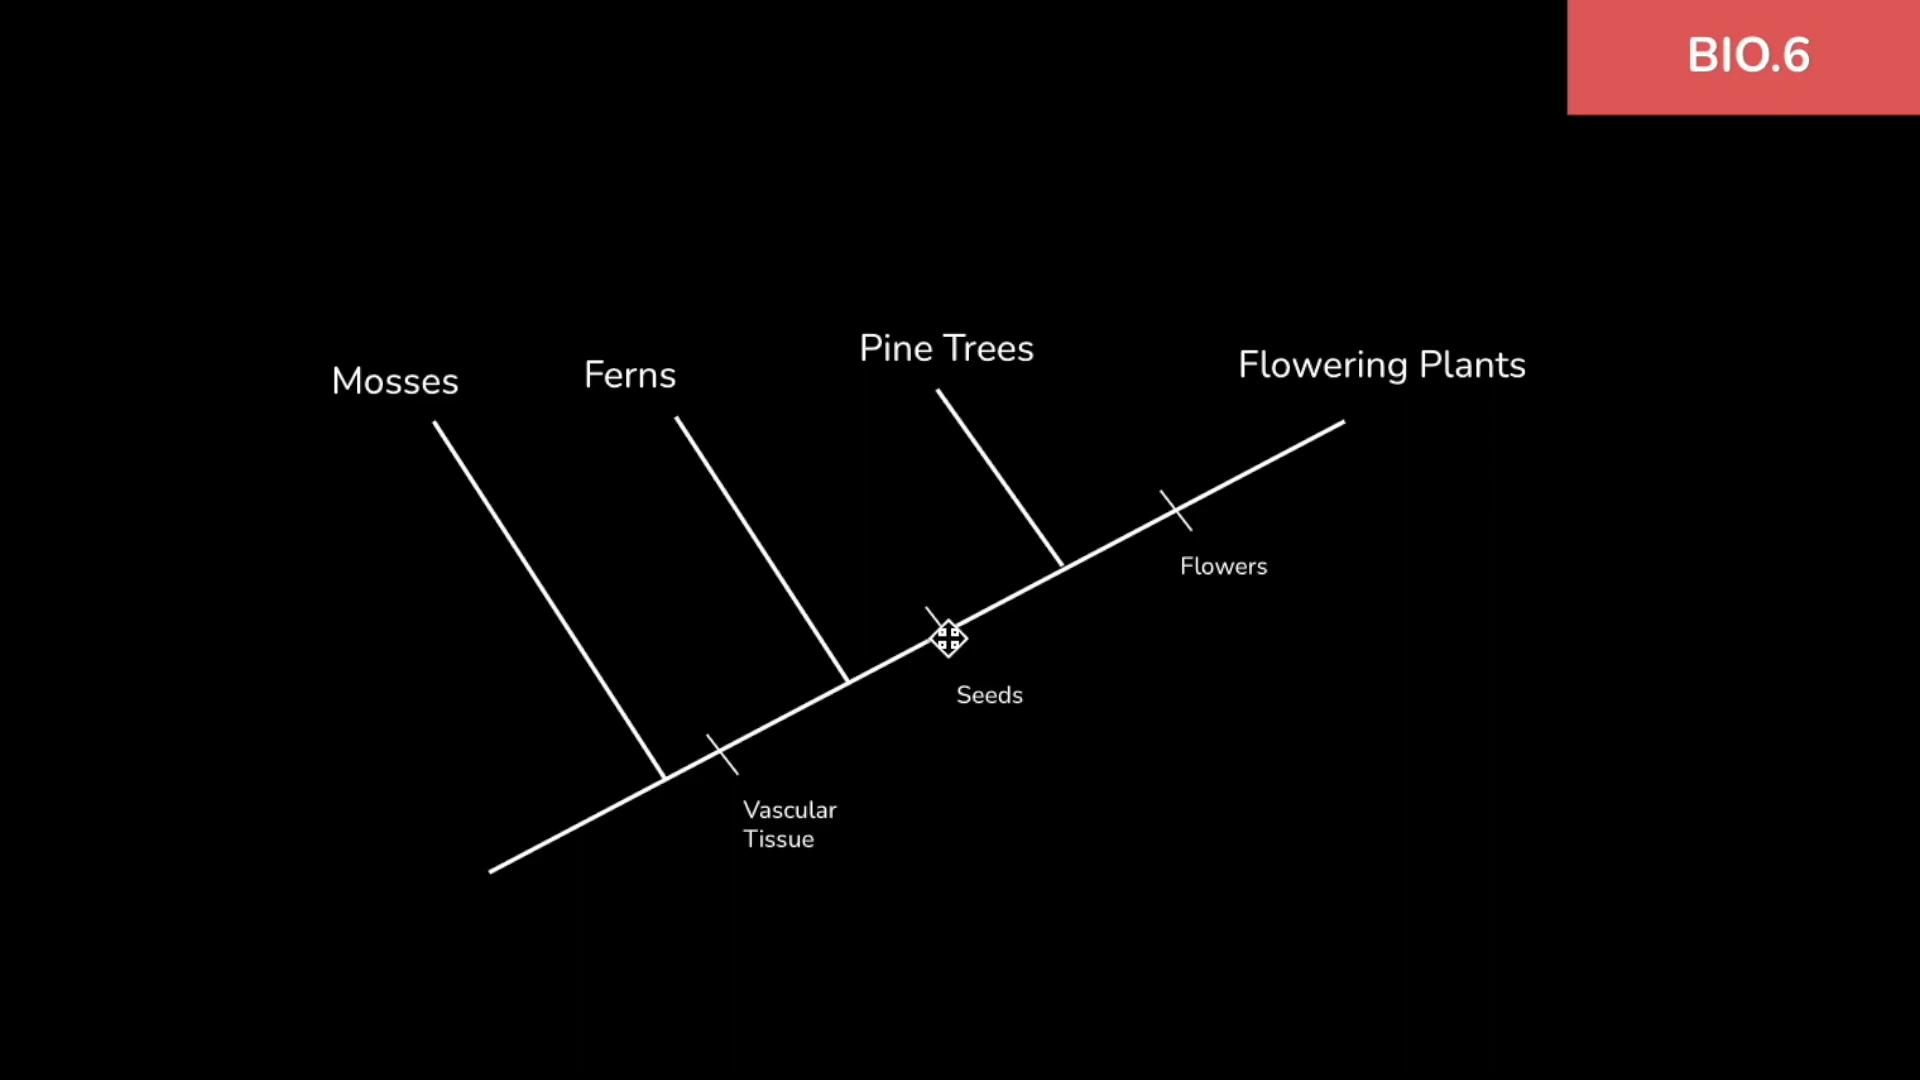 BIO.6
Pine Trees
Flowering Plants
Ferns
Mosses
Flowers
Seeds
Vascular
Tissue